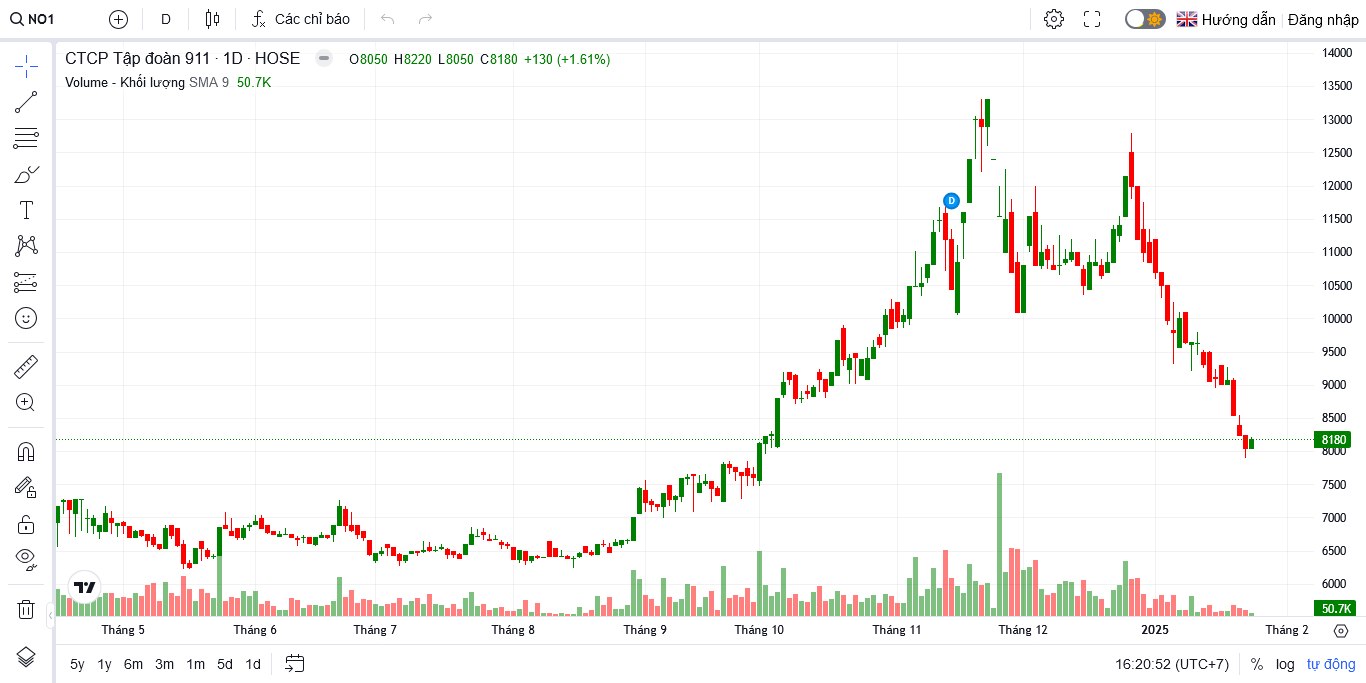 NO1 D Các chỉ báo Hướng dẫn Đăng nhập
CTCP Tập đoàn 911 · 1D · HOSE O8050 H8220 L8050 C8180 +130 (+1.61%)
Volume - Khối lượng SMA 9 50.7K
14000
13500
13000
12500
12000
D
11500
11000
10500
10000
9500
9000
8500
8180
8000
7500
7000
6500
6000
50.7K
Tháng 5 Tháng 6 Tháng 7 Tháng 8 Tháng 9 Tháng 10 Tháng 11 Tháng 12 2025 Tháng 2
5y 1y 6m 3m 1m 5d 1d 16:20:52 (UTC+7) % log tự động